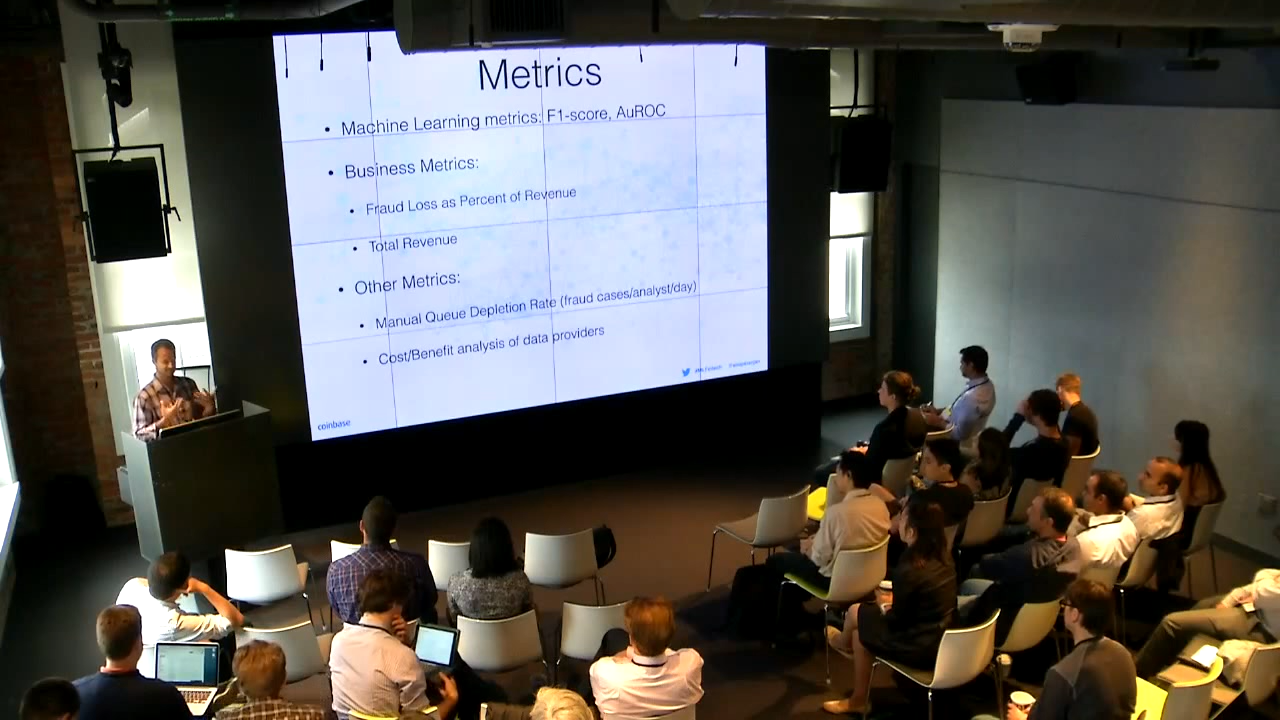 Metrics
• Machine Learning metrics: F1-score, AuROC
• Business Metrics:
• Fraud Loss as Percent of Revenue
• Total Revenue
• Other Metrics:
• Manual Queue Depletion Rate (fraud cases/analyst/day)
• Cost/Benefit analysis of data providers
coinbase